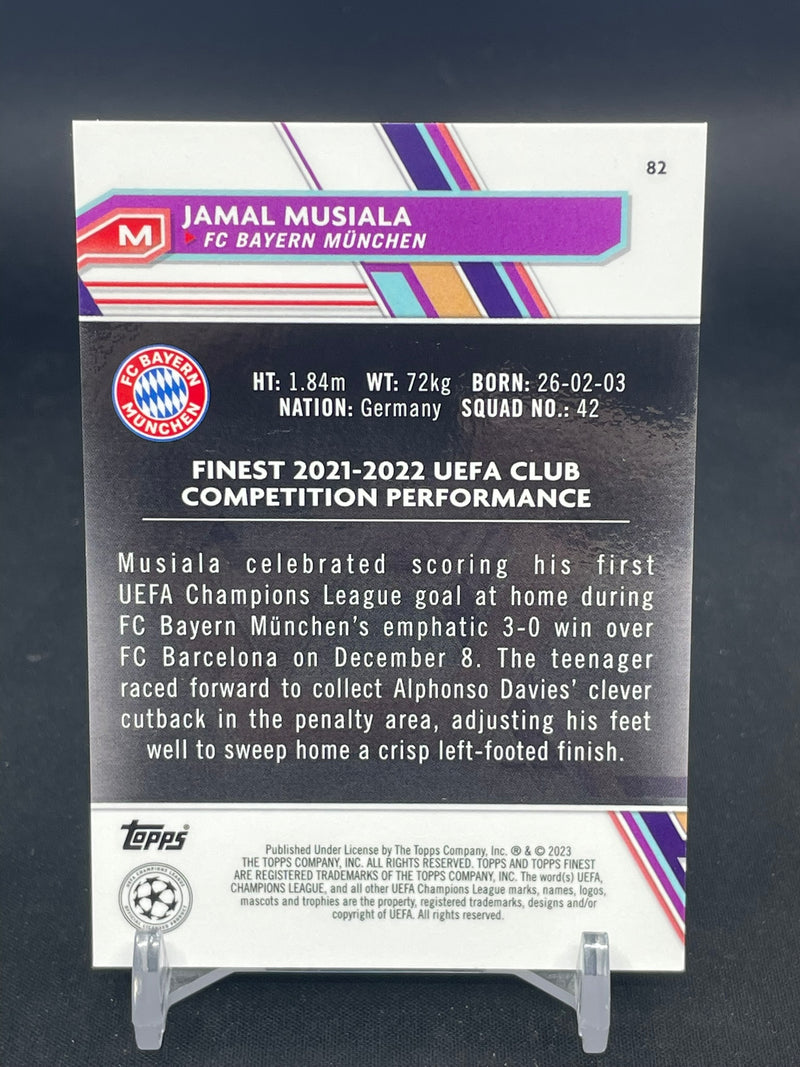 82
JAMAL MUSIALA
M
FC BAYERN MÜNCHEN
FC BAYERN
MÜNCHEN
HT: 1.84m WT: 72kg BORN: 26-02-03
NATION: Germany SQUAD NO.: 42
FINEST 2021-2022 UEFA CLUB
COMPETITION PERFORMANCE
Musiala celebrated scoring his first
UEFA Champions League goal at home during
FC Bayern München's emphatic 3-0 win over
FC Barcelona on December 8. The teenager
raced forward to collect Alphonso Davies' clever
cutback in the penalty area, adjusting his feet
well to sweep home a crisp left-footed finish.
Topps®
Published Under License by The Topps Company, Inc. ® & © 2023
THE TOPPS COMPANY, INC. ALL RIGHTS RESERVED. TOPPS AND TOPPS FINEST
ARE REGISTERED TRADEMARKS OF THE TOPPS COMPANY, INC. The word(s) UEFA,
CHAMPIONS LEAGUE, and all other UEFA Champions League marks, names, logos,
mascots and trophies are the property, registered trademarks, designs and/or
copyright of UEFA. All rights reserved.
UEFA CHAMPIONS LEAGUE
OFFICIAL LICENSED PRODUCT